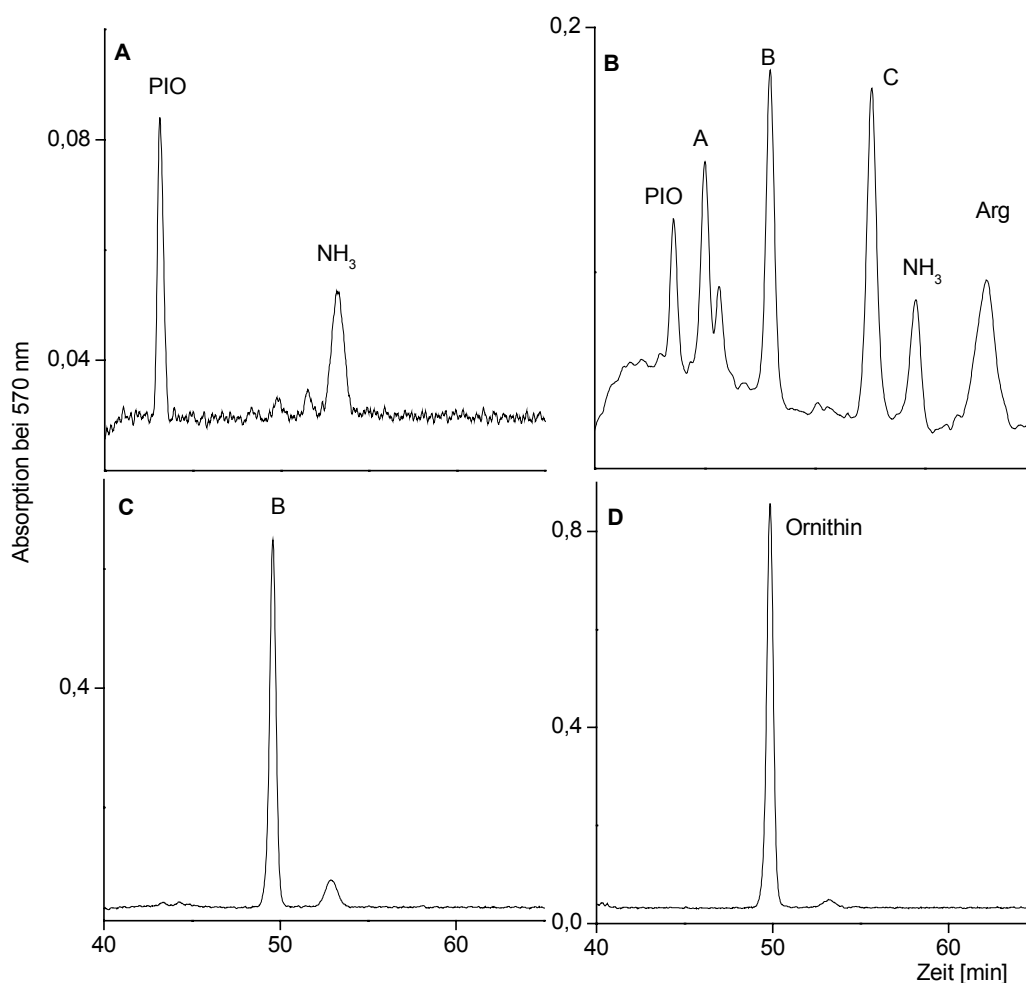 A
PIO
0,08
NH3
0,04
0,2
B
B
C
A
PIO
Arg
NH3
C
B
0,4
40
50
60
D
Ornithin
0,8
0,4
0,0
40
50
60
Absorption bei 570 nm
Zeit [min]